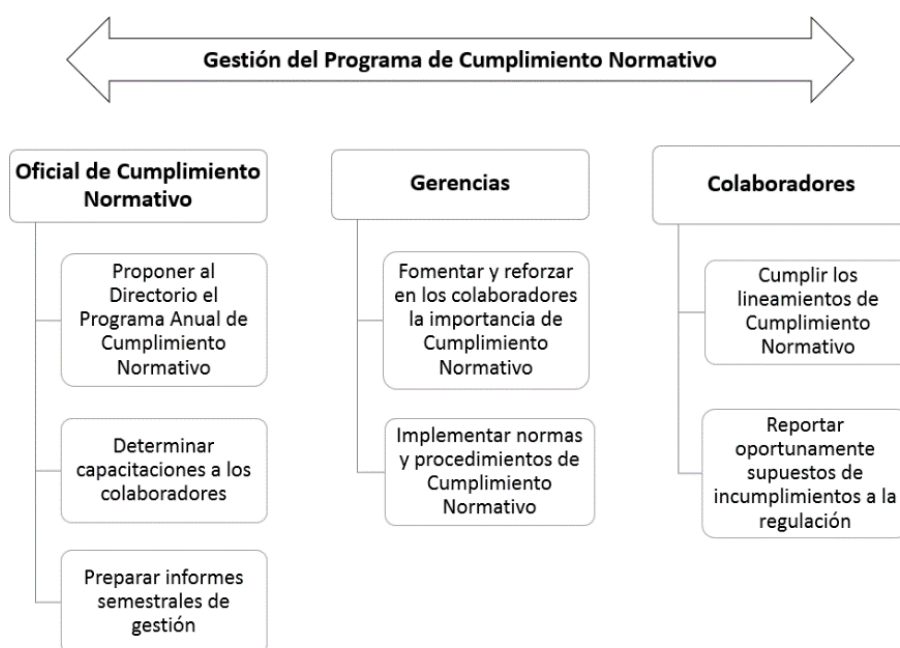 Gestión del Programa de Cumplimiento Normativo
Oficial de Cumplimiento
Normativo
Proponer al
Directorio el
Programa Anual de
Cumplimiento
Normativo
Determinar
capacitaciones a los
colaboradores
Preparar informes
semestrales de
gestión
Gerencias
Fomentar y reforzar
en los colaboradores
la importancia de
Cumplimiento
Normativo
Implementar normas
y procedimientos de
Cumplimiento
Normativo
Colaboradores
Cumplir los
lineamientos de
Cumplimiento
Normativo
Reportar
oportunamente
supuestos de
incumplimientos a la
regulación